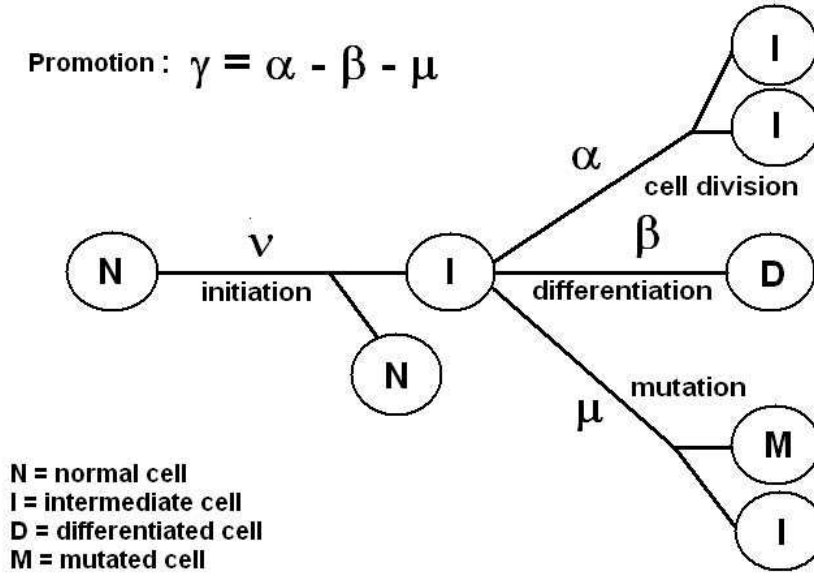 Promotion : γ = α - β - μ
I
I
α
cell division
ν
β
N
I
D
initiation
differentiation
N
mutation
μ
M
I
N = normal cell
I = intermediate cell
D = differentiated cell
M = mutated cell